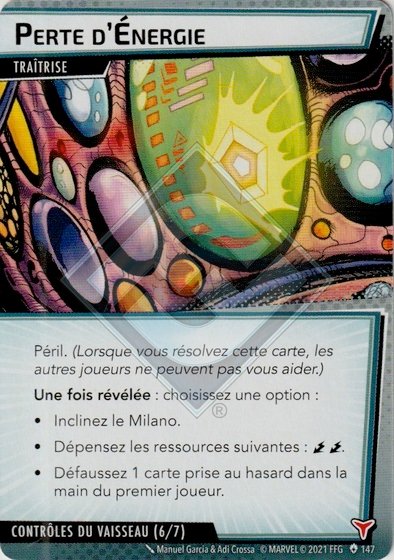 Perte d'Énergie
TRAÎTRISE
Péril. (Lorsque vous résolvez cette carte, les
autres joueurs ne peuvent pas vous aider.)
Une fois révélée : choisissez une option :
• Inclinez le Milano.
• Dépensez les ressources suivantes :
• Défaussez 1 carte prise au hasard dans la
main du premier joueur.
®
CONTRÔLES DU VAISSEAU (6/7)
Manuel Garcia & Adi Crossa © MARVEL © 2021 FFG 147